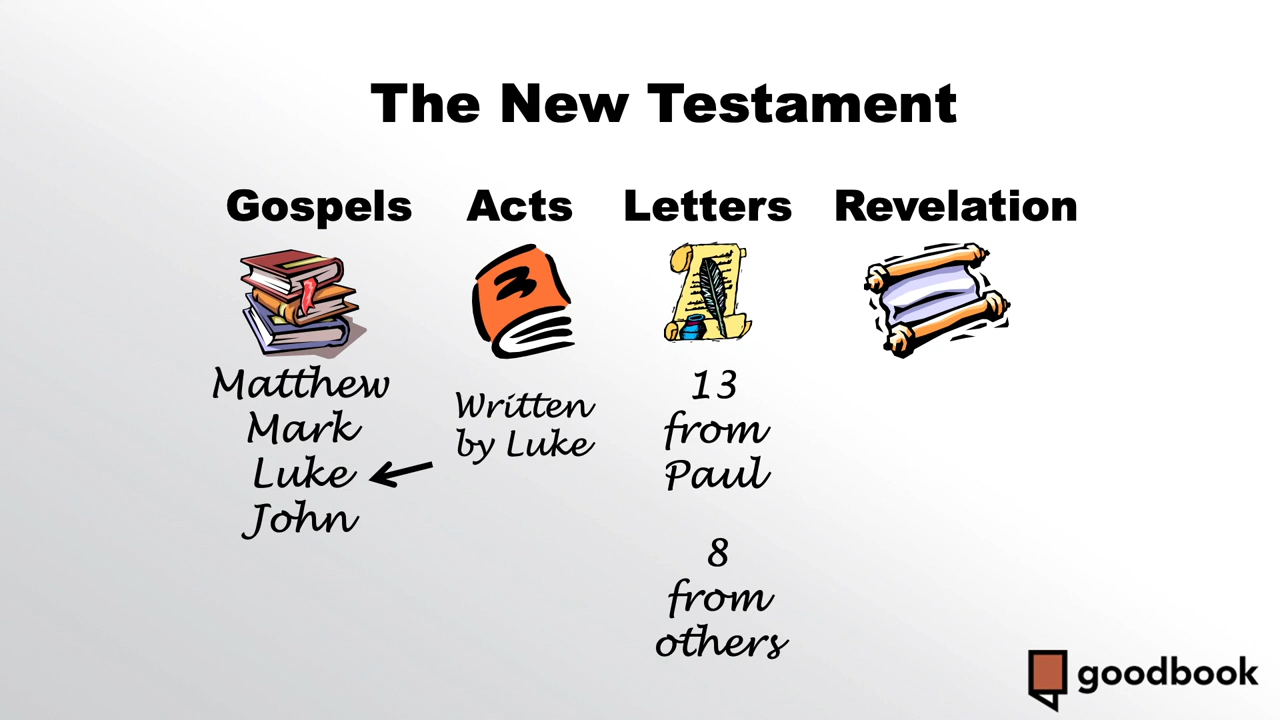 The New Testament
Gospels
Acts
Letters
Revelation
Matthew
Mark
Luke
John
Written
by Luke
13
from
Paul
8
from
others
goodbook